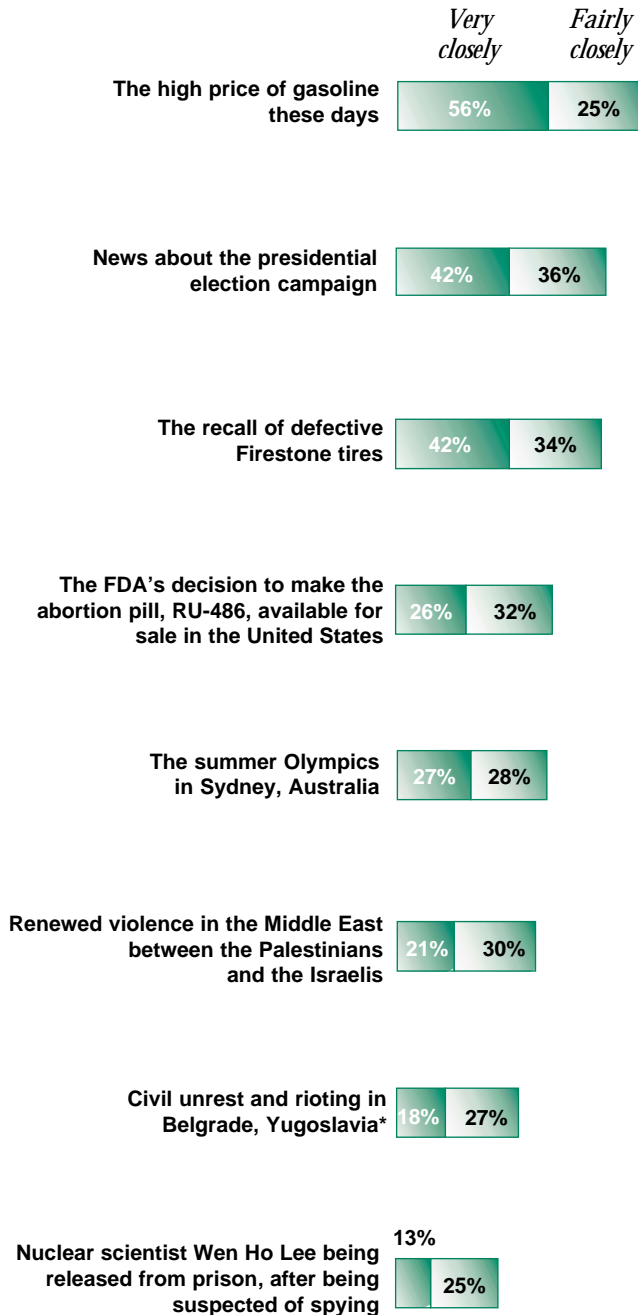 Very Fairly
closely closely
The high price of gasoline
these days
56% 25%
News about the presidential
election campaign
42% 36%
The recall of defective
Firestone tires
42% 34%
The FDA’s decision to make the
abortion pill, RU-486, available for
sale in the United States
26% 32%
The summer Olympics
in Sydney, Australia
27% 28%
Renewed violence in the Middle East
between the Palestinians
and the Israelis
21% 30%
Civil unrest and rioting in
Belgrade, Yugoslavia*
18% 27%
Nuclear scientist Wen Ho Lee being
released from prison, after being
suspected of spying
13% 25%